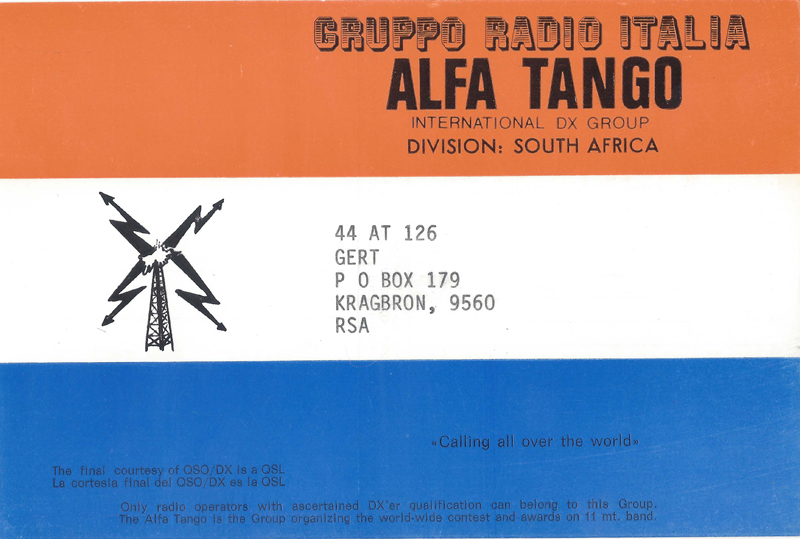 GRUPPO RADIO ITALIA
ALFA TANGO
INTERNATIONAL DX GROUP
DIVISION: SOUTH AFRICA
44 AT 126
GERT
P O BOX 179
KRAGBRON, 9560
RSA
«Calling all over the world»
The final courtesy of QSO/DX is a QSL
La cortesia final del QSO/DX es la QSL
Only radio operators with ascertained DX'er qualification can belong to this Group.
The Alfa Tango is the Group organizing the world-wide contest and awards on 11 mt. band.